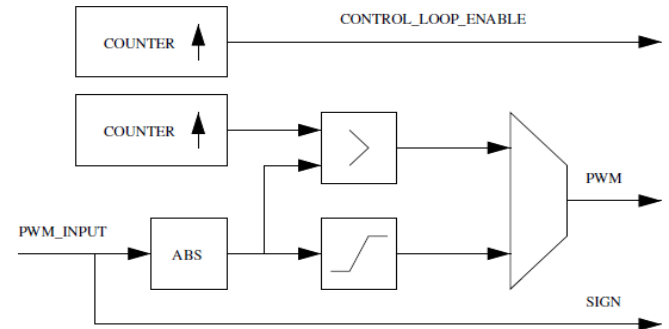 CONTROL_LOOP_ENABLE
COUNTER
COUNTER
>
PWM
PWM_INPUT
ABS
SIGN